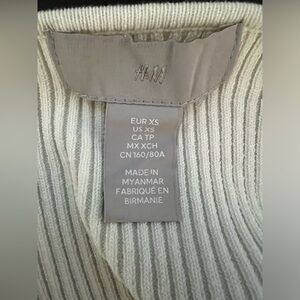 H&M
EUR XS
US XS
CA TP
MX XCH
CN 160/80A
MADE IN
MYANMAR
FABRIQUÉ EN
BIRMANIE